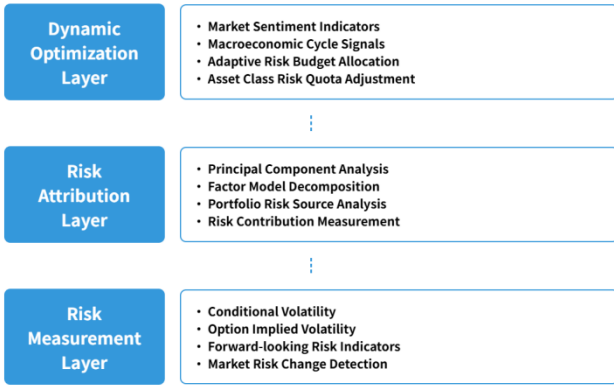 Dynamic
Optimization
Layer
• Market Sentiment Indicators
• Macroeconomic Cycle Signals
• Adaptive Risk Budget Allocation
• Asset Class Risk Quota Adjustment
Risk
Attribution
Layer
• Principal Component Analysis
• Factor Model Decomposition
• Portfolio Risk Source Analysis
• Risk Contribution Measurement
Risk
Measurement
Layer
• Conditional Volatility
• Option Implied Volatility
• Forward-looking Risk Indicators
• Market Risk Change Detection